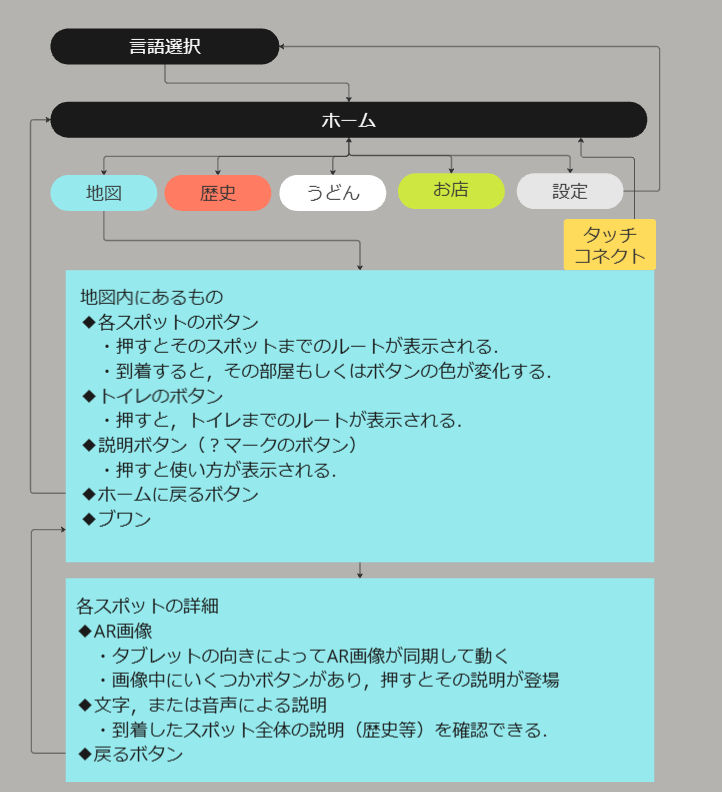 言語選択
ホーム
地図
歴史
うどん
お店
設定
タッチ
コネクト
地図内にあるもの
◆各スポットのボタン
・押すとそのスポットまでのルートが表示される.
・到着すると，その部屋もしくはボタンの色が変化する.
◆トイレのボタン
・押すと，トイレまでのルートが表示される.
◆説明ボタン（？マークのボタン）
・押すと使い方が表示される.
◆ホームに戻るボタン
◆ブワン
各スポットの詳細
◆AR画像
・タブレットの向きによってAR画像が同期して動く
・画像中にいくつかボタンがあり，押すとその説明が登場
◆文字，または音声による説明
・到着したスポット全体の説明（歴史等）を確認できる.
◆戻るボタン